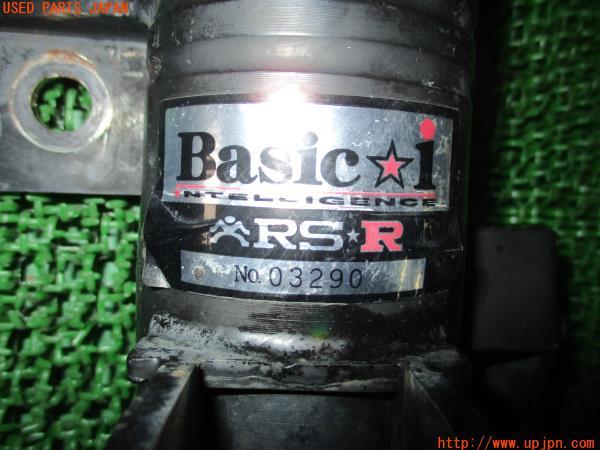 USED PARTS JAPAN
Basic★i
INTELLIGENCE
RS★R
No. 03290
http://www.upjpn.com/